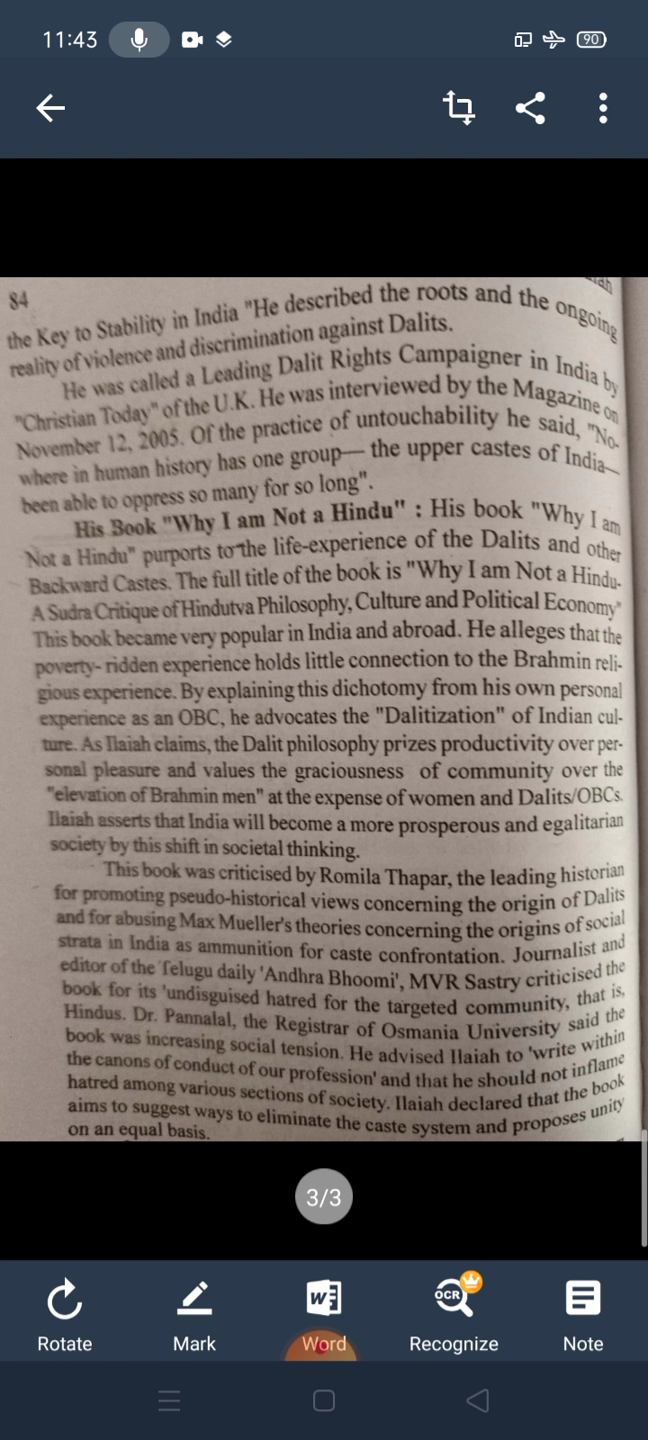 11:43
90
84
the Key to Stability in India "He described the roots and the ongoing
reality of violence and discrimination against Dalits.
He was called a Leading Dalit Rights Campaigner in India by
"Christian Today" of the U.K. He was interviewed by the Magazine on
November 12, 2005. Of the practice of untouchability he said, "No-
where in human history has one group— the upper castes of India—
been able to oppress so many for so long".
His Book "Why I am Not a Hindu" : His book "Why I am
Not a Hindu" purports to the life-experience of the Dalits and other
Backward Castes. The full title of the book is "Why I am Not a Hindu-
A Sudra Critique of Hindutva Philosophy, Culture and Political Economy"
This book became very popular in India and abroad. He alleges that the
poverty- ridden experience holds little connection to the Brahmin reli-
gious experience. By explaining this dichotomy from his own personal
experience as an OBC, he advocates the "Dalitization" of Indian cul-
ture. As Ilaiah claims, the Dalit philosophy prizes productivity over per-
sonal pleasure and values the graciousness of community over the
"elevation of Brahmin men" at the expense of women and Dalits/OBCs.
Ilaiah asserts that India will become a more prosperous and egalitarian
society by this shift in societal thinking.
This book was criticised by Romila Thapar, the leading historian
for promoting pseudo-historical views concerning the origin of Dalits
and for abusing Max Mueller's theories concerning the origins of social
strata in India as ammunition for caste confrontation. Journalist and
editor of the Telugu daily 'Andhra Bhoomi', MVR Sastry criticised the
book for its 'undisguised hatred for the targeted community, that is,
Hindus. Dr. Pannalal, the Registrar of Osmania University said the
book was increasing social tension. He advised Ilaiah to 'write within
the canons of conduct of our profession' and that he should not inflame
hatred among various sections of society. Ilaiah declared that the book
aims to suggest ways to eliminate the caste system and proposes unity
on an equal basis.
3/3
W
OCR
Rotate Mark Word Recognize Note